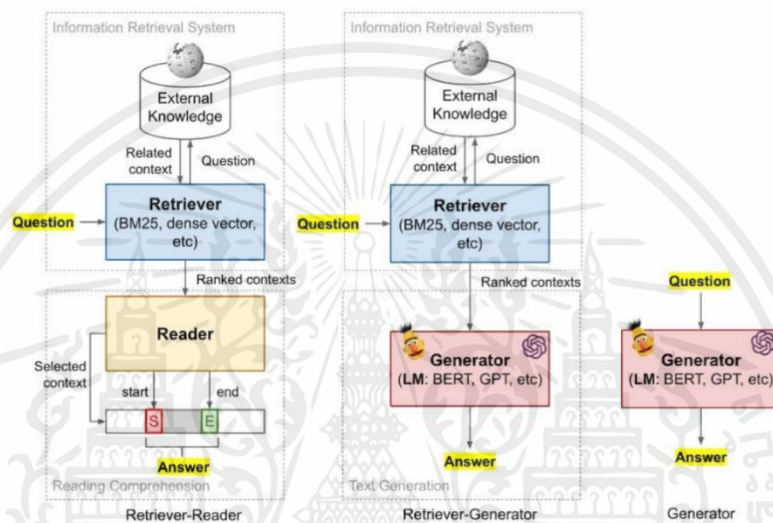 Information Retrieval System
External
Knowledge
Related
context
Question
Question
Retriever
(BM25, dense vector,
etc)
Ranked contexts
Reader
Selected
context
start
end
S
E
Answer
Reading Comprehension
Retriever-Reader
Information Retrieval System
External
Knowledge
Related
context
Question
Question
Retriever
(BM25, dense vector,
etc)
Ranked contexts
Generator
(LM: BERT, GPT, etc)
Answer
Text Generation
Retriever-Generator
Question
Generator
(LM: BERT, GPT, etc)
Answer
Generator